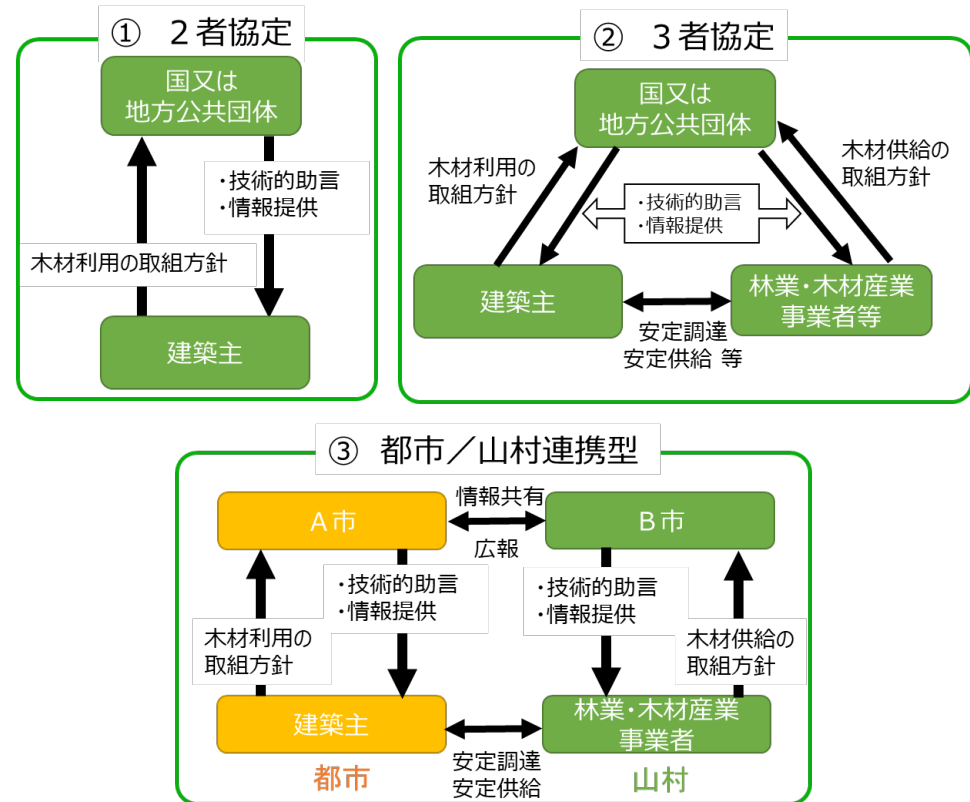 ① 2者協定
国又は
地方公共団体
・技術的助言
・情報提供
木材利用の取組方針
建築主
② 3者協定
国又は
地方公共団体
木材利用の
取組方針
木材供給の
取組方針
・技術的助言
・情報提供
建築主
林業・木材産業
事業者等
安定調達
安定供給 等
③ 都市／山村連携型
A市
情報共有
広報
B市
・技術的助言
・情報提供
・技術的助言
・情報提供
木材利用の
取組方針
木材供給の
取組方針
建築主
林業・木材産業
事業者
安定調達
安定供給
都市
山村